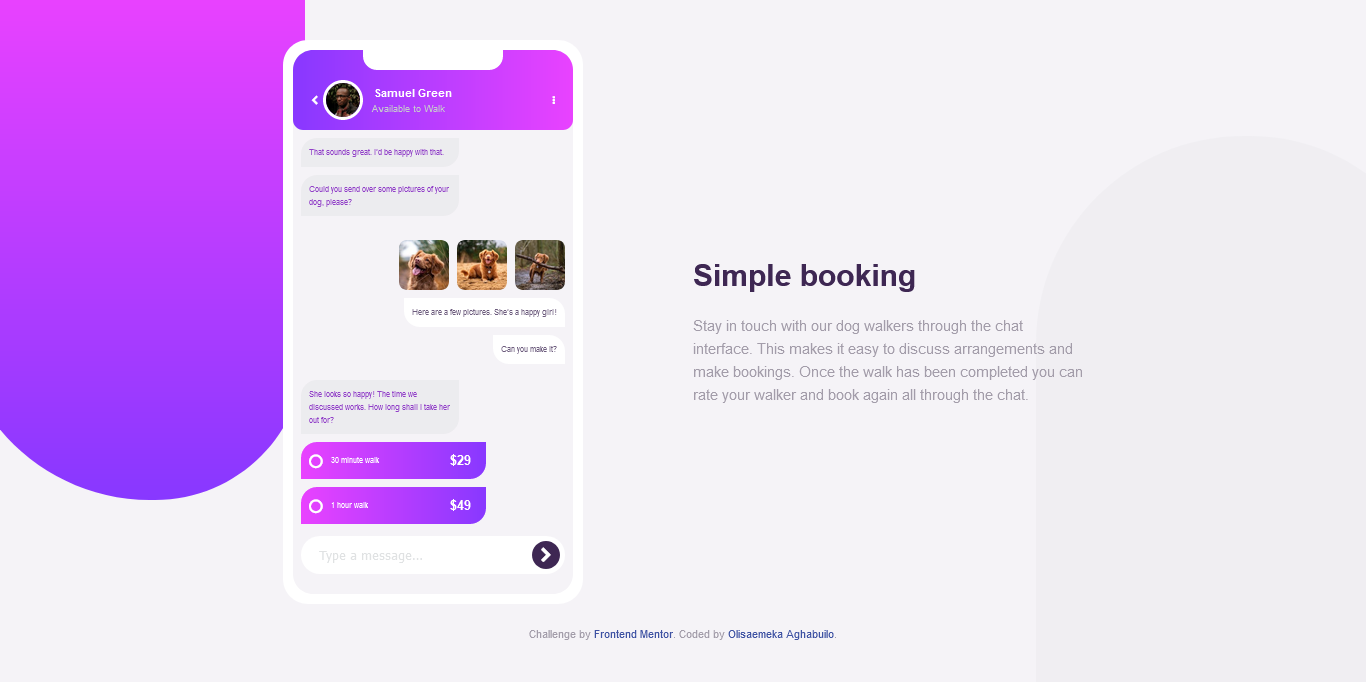 Samuel Green
Available to Walk
That sounds great. I'd be happy with that.
Could you send over some pictures of your
dog, please?
Here are a few pictures. She's a happy girl!
Can you make it?
She looks so happy! The time we
discussed works. How long shall I take her
out for?
30 minute walk $29
1 hour walk $49
Type a message...
Simple booking
Stay in touch with our dog walkers through the chat
interface. This makes it easy to discuss arrangements and
make bookings. Once the walk has been completed you can
rate your walker and book again all through the chat.
Challenge by Frontend Mentor. Coded by Olisaemeka Aghabuilo.